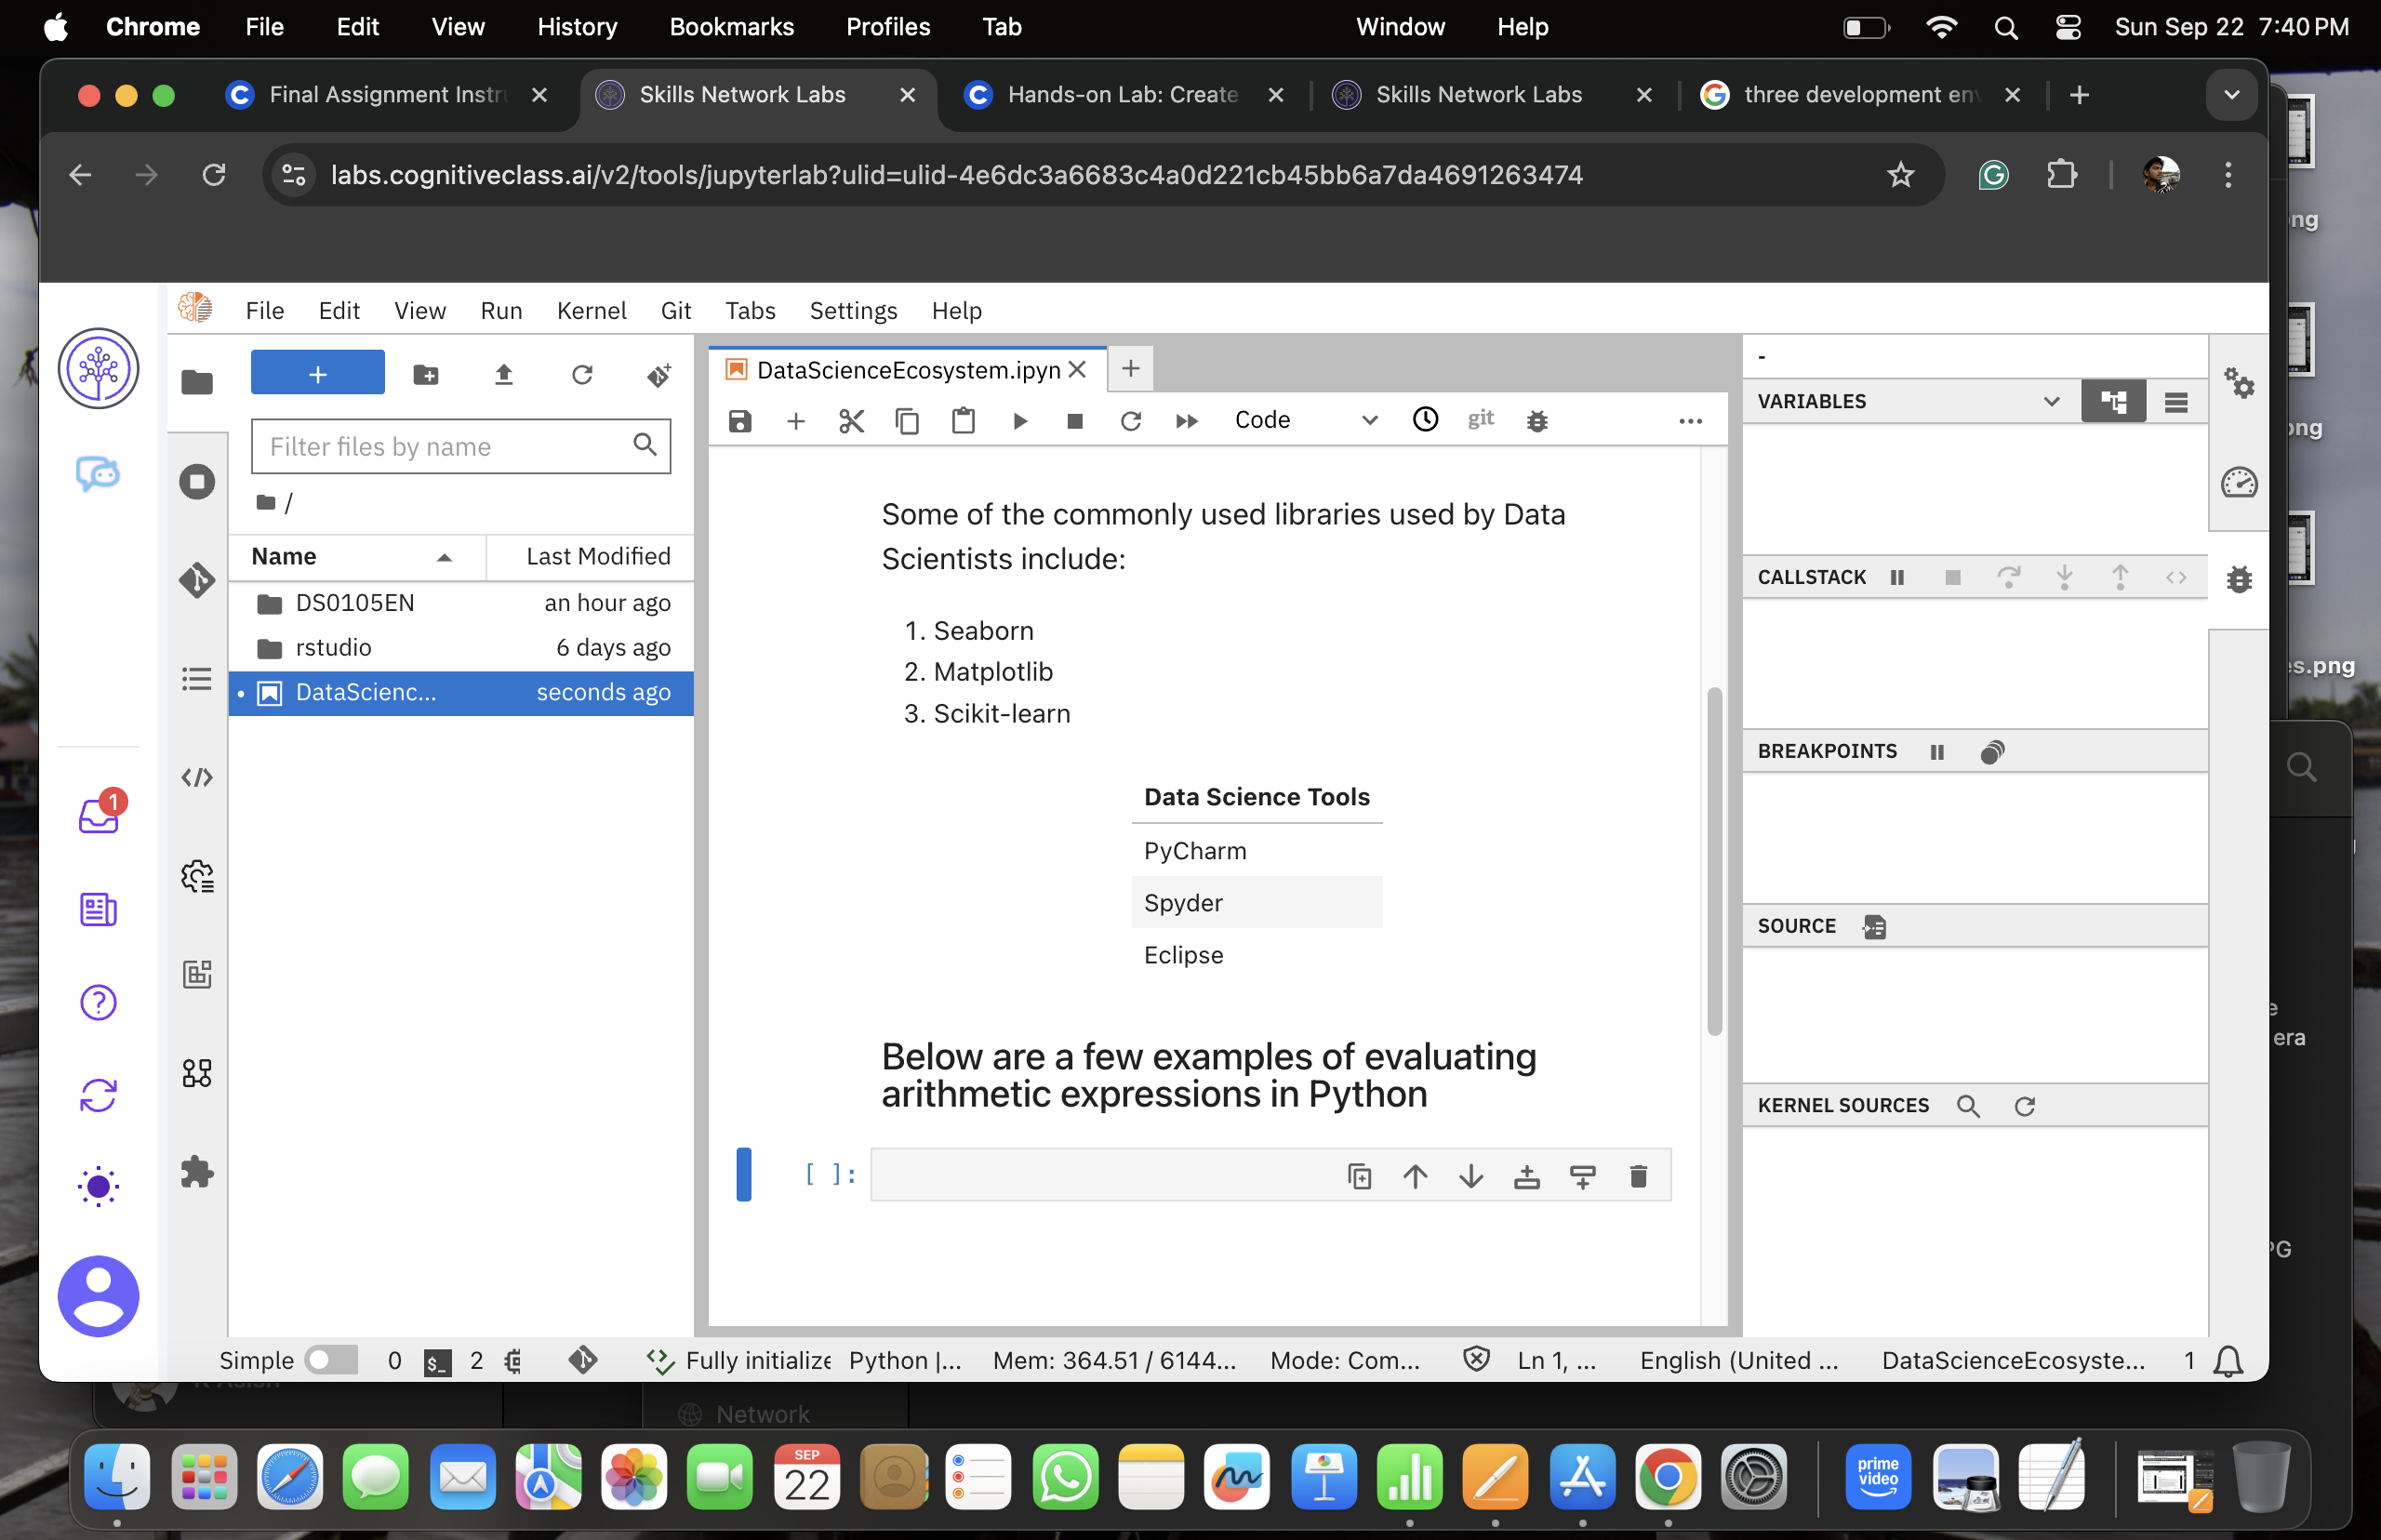 Chrome File Edit View History Bookmarks Profiles Tab Window Help Sun Sep 22 7:40 PM
Final Assignment Instr
Skills Network Labs
Hands-on Lab: Create
Skills Network Labs
three development en
labs.cognitiveclass.ai/v2/tools/jupyterlab?ulid=ulid-4e6dc3a6683c4a0d221cb45bb6a7da4691263474
File Edit View Run Kernel Git Tabs Settings Help
Filter files by name
/
Name Last Modified
DS0105EN an hour ago
rstudio 6 days ago
DataScienc... seconds ago
1
DataScienceEcosystem.ipyn
Code
git
Some of the commonly used libraries used by Data
Scientists include:
1. Seaborn
2. Matplotlib
3. Scikit-learn
Data Science Tools
PyCharm
Spyder
Eclipse
Below are a few examples of evaluating
arithmetic expressions in Python
[ ]:
-
VARIABLES
CALLSTACK
BREAKPOINTS
SOURCE
KERNEL SOURCES
Simple 0 $_ 2 Fully initialize Python |... Mem: 364.51 / 6144... Mode: Com... Ln 1, ... English (United ... DataScienceEcosyste... 1
ng
ng
es.png
e
era
PG
Network
SEP
22
prime
video